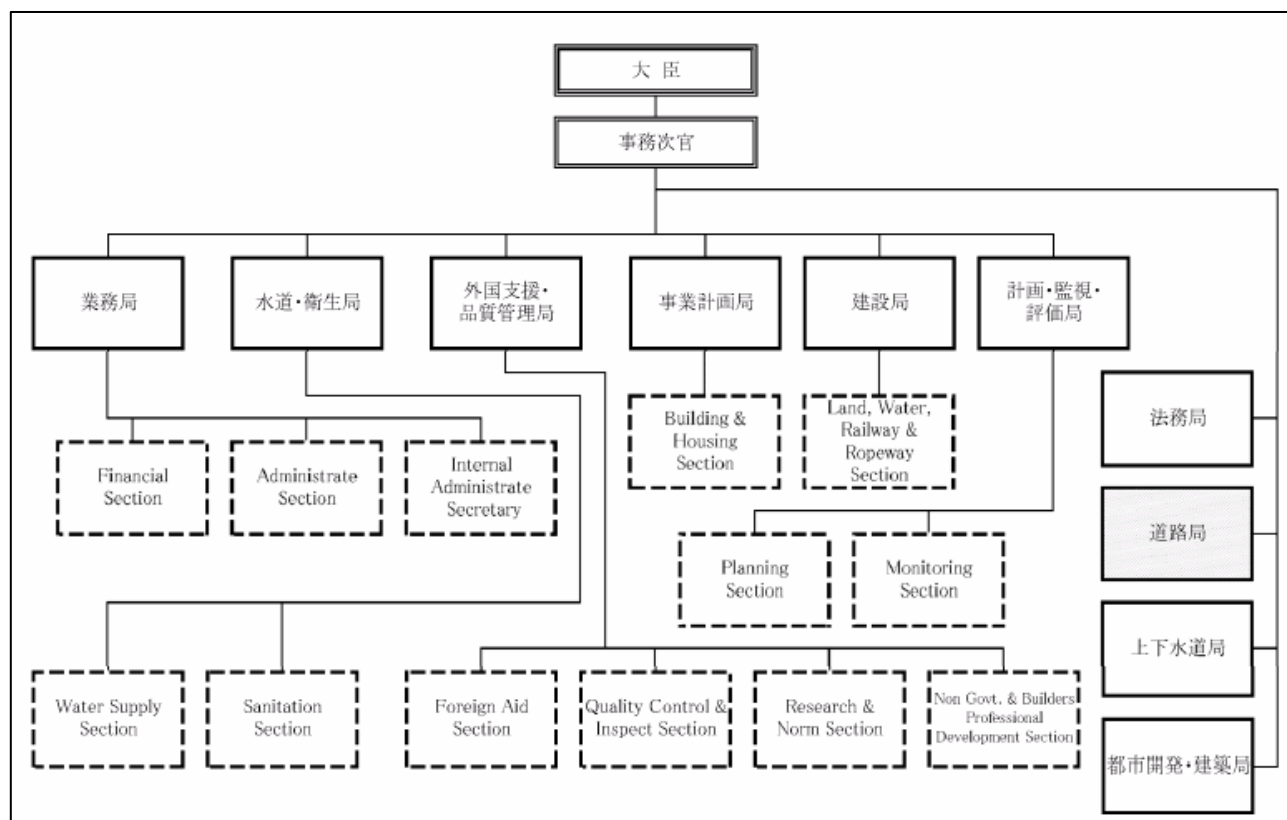 大 臣
事務次官
業務局
水道・衛生局
外国支援・
品質管理局
事業計画局
建設局
計画・監視・
評価局
Building &
Housing
Section
Land, Water,
Railway &
Ropeway
Section
法務局
Financial
Section
Administrate
Section
Internal
Administrate
Secretary
道路局
Planning
Section
Monitoring
Section
上下水道局
Water Supply
Section
Sanitation
Section
Foreign Aid
Section
Quality Control &
Inspect Section
Research &
Norm Section
Non Govt. & Builders
Professional
Development Section
都市開発・建築局